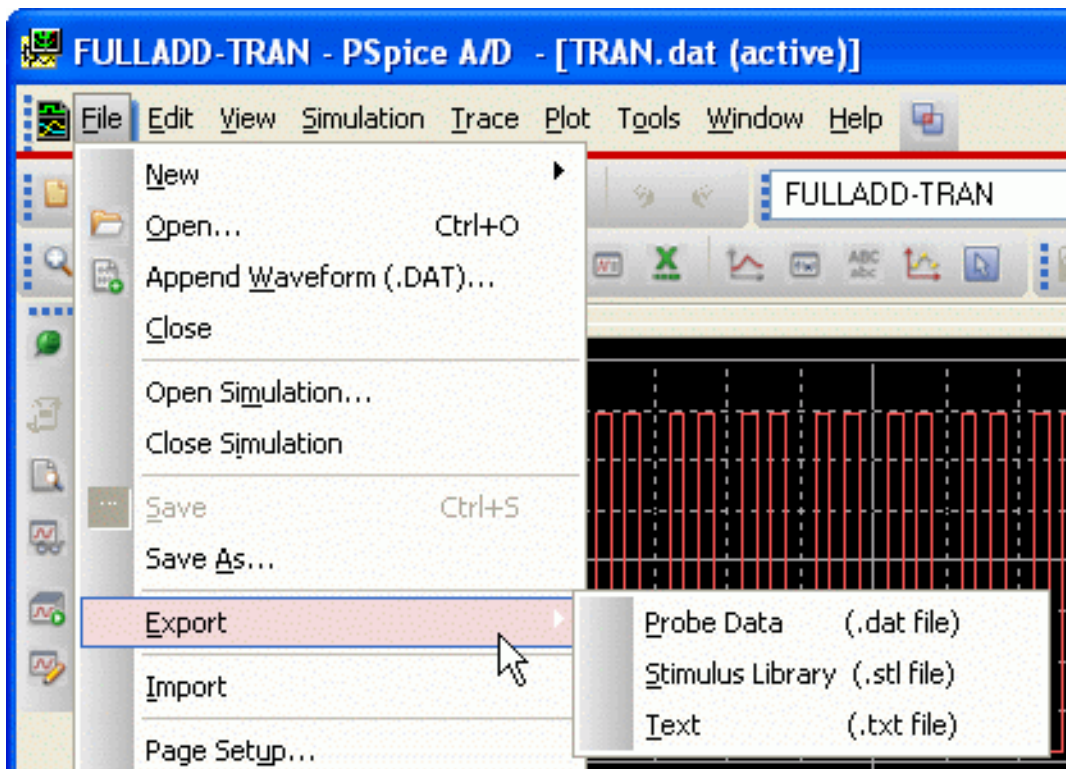 FULLADD-TRAN - PSpice A/D - [TRAN.dat (active)]
File Edit View Simulation Trace Plot Tools Window Help
New
FULLADD-TRAN
Open... Ctrl+O
Append Waveform (.DAT)...
ABC
abc
Close
Open Simulation...
Close Simulation
Save Ctrl+S
Save As...
Export
Probe Data (.dat file)
Stimulus Library (.stl file)
Text (.txt file)
Import
Page Setup...